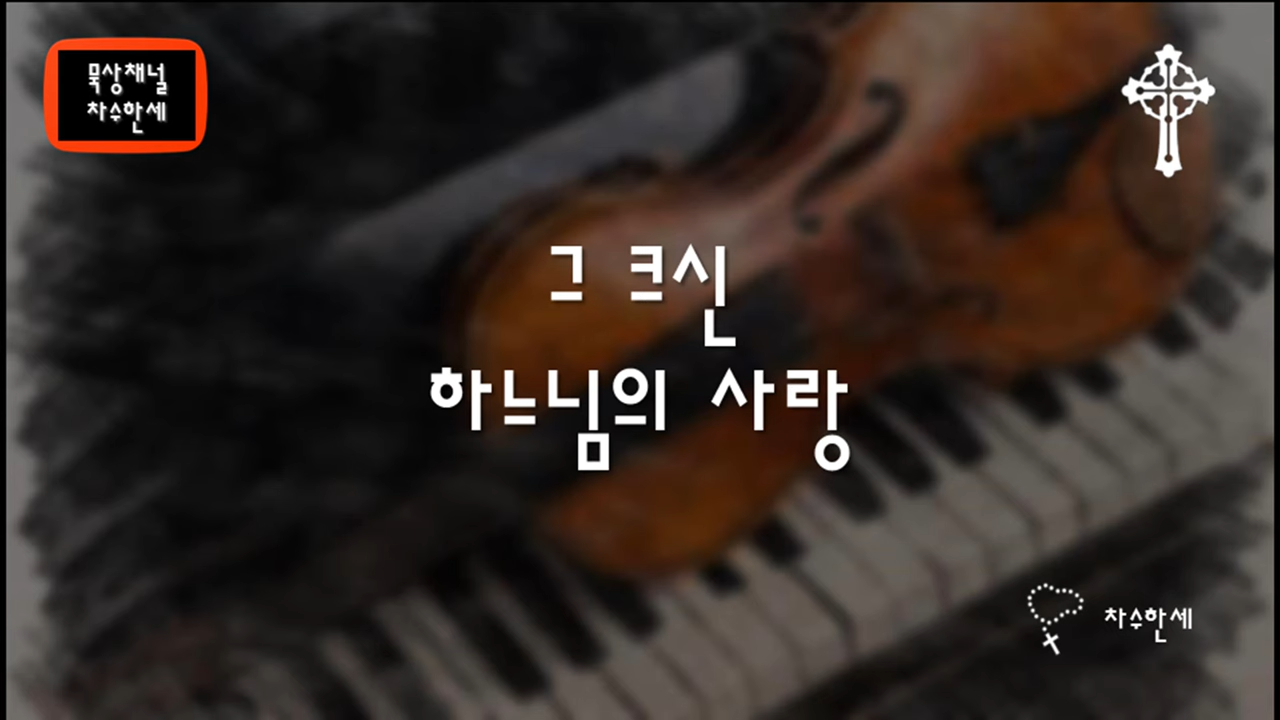 묵상채널
차수한세
그 크신
하느님의 사랑
차수한세